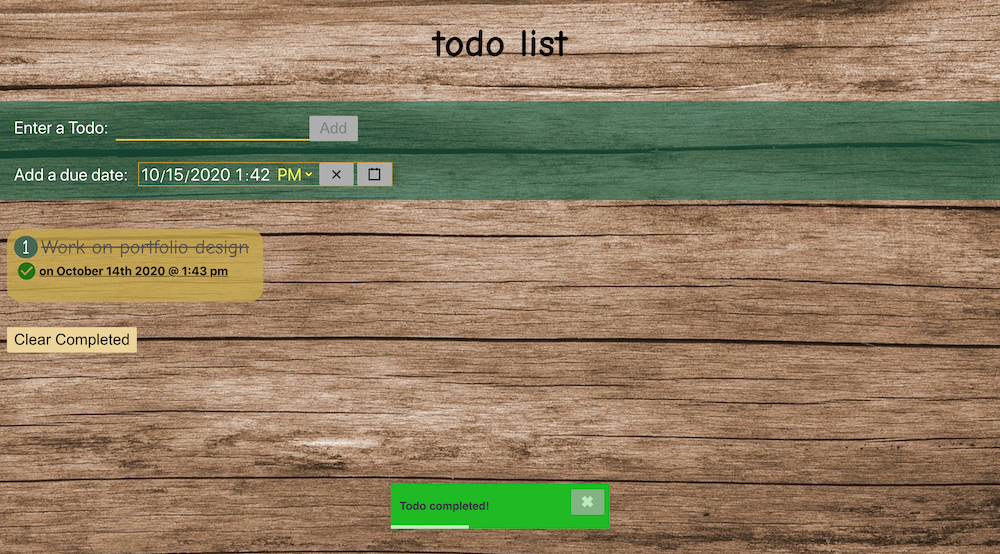 todo list
Enter a Todo: Add
Add a due date: 10/15/2020 1:42 PM
1 Work on portfolio design
on October 14th 2020 @ 1:43 pm
Clear Completed
Todo completed!